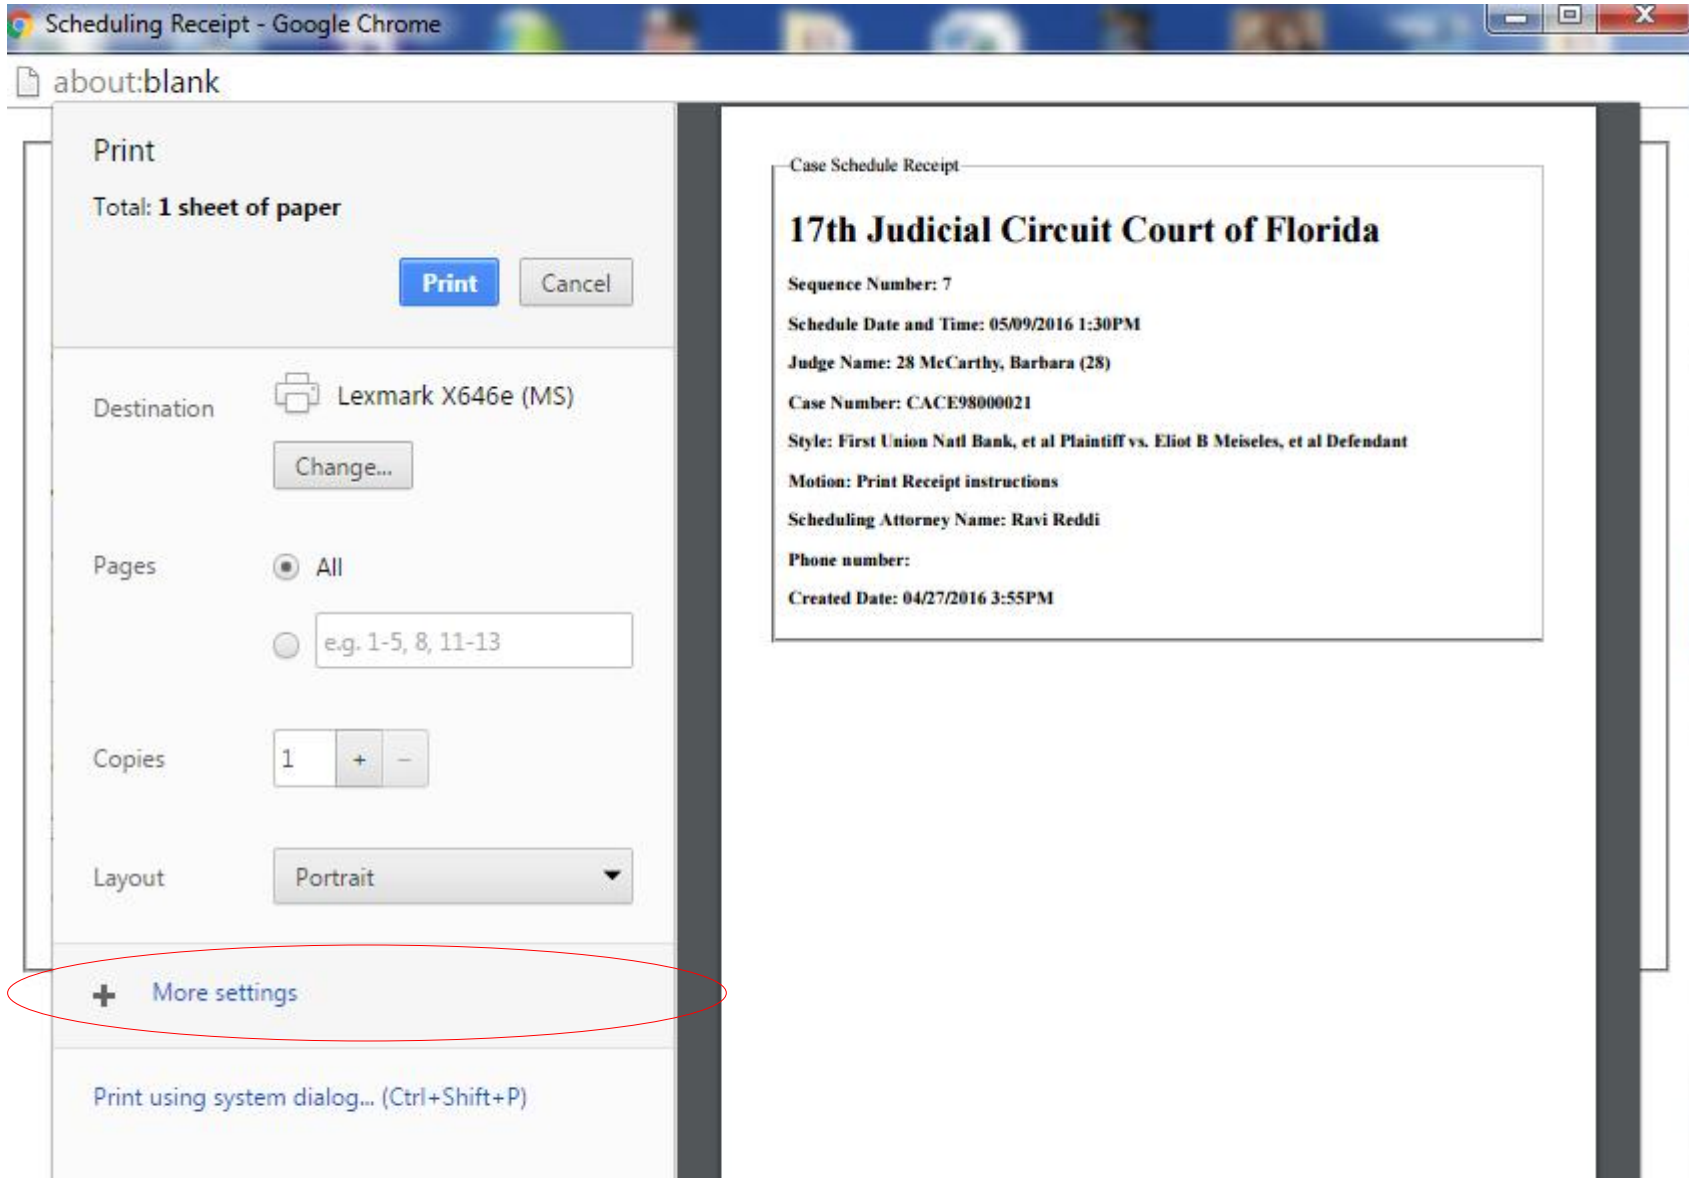 Scheduling Receipt - Google Chrome
about:blank
Print
Total: 1 sheet of paper
Print
Cancel
Destination
Lexmark X646e (MS)
Change...
Pages
All
e.g. 1-5, 8, 11-13
Copies
1
+
−
Layout
Portrait
+ More settings
Print using system dialog... (Ctrl+Shift+P)
Case Schedule Receipt
17th Judicial Circuit Court of Florida
Sequence Number: 7
Schedule Date and Time: 05/09/2016 1:30PM
Judge Name: 28 McCarthy, Barbara (28)
Case Number: CACE98000021
Style: First Union Natl Bank, et al Plaintiff vs. Eliot B Meiseles, et al Defendant
Motion: Print Receipt instructions
Scheduling Attorney Name: Ravi Reddi
Phone number:
Created Date: 04/27/2016 3:55PM